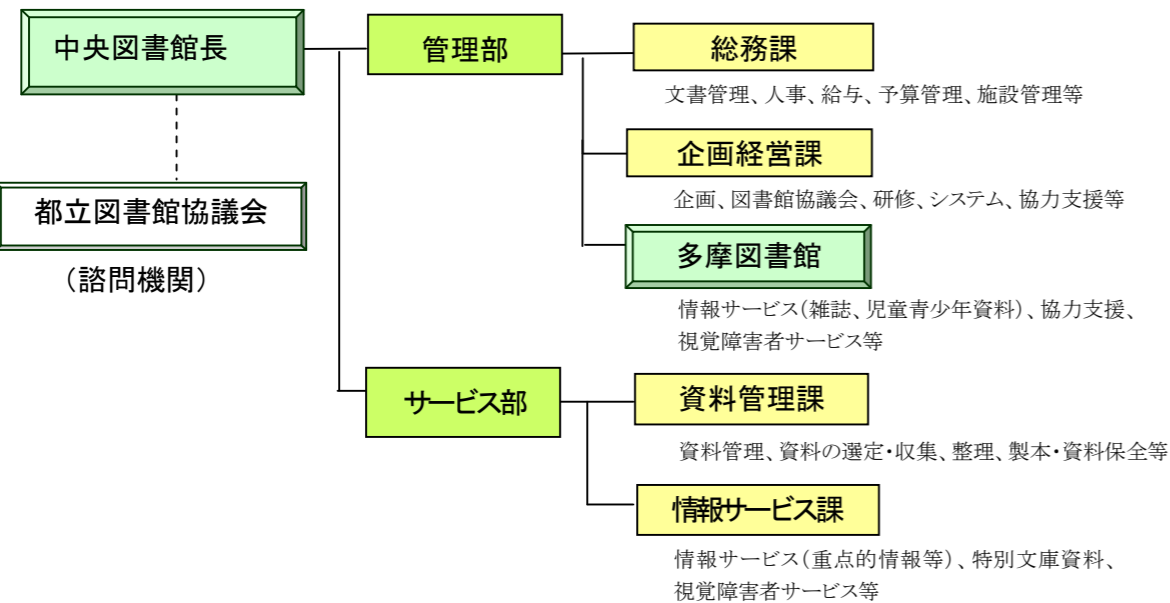 中央図書館長
管理部
総務課
文書管理、人事、給与、予算管理、施設管理等
企画経営課
企画、図書館協議会、研修、システム、協力支援等
都立図書館協議会
(諮問機関)
多摩図書館
情報サービス(雑誌、児童青少年資料)、協力支援、
視覚障害者サービス等
サービス部
資料管理課
資料管理、資料の選定・収集、整理、製本・資料保全等
情報サービス課
情報サービス(重点的情報等)、特別文庫資料、
視覚障害者サービス等